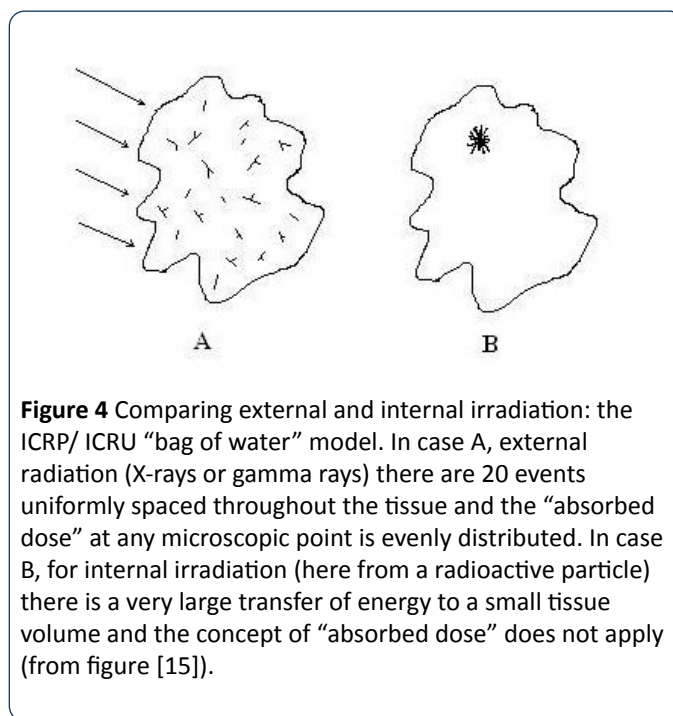 A
B
Figure 4 Comparing external and internal irradiation: the
ICRP/ ICRU “bag of water” model. In case A, external
radiation (X-rays or gamma rays) there are 20 events
uniformly spaced throughout the tissue and the “absorbed
dose” at any microscopic point is evenly distributed. In case
B, for internal irradiation (here from a radioactive particle)
there is a very large transfer of energy to a small tissue
volume and the concept of “absorbed dose” does not apply
(from figure [15]).